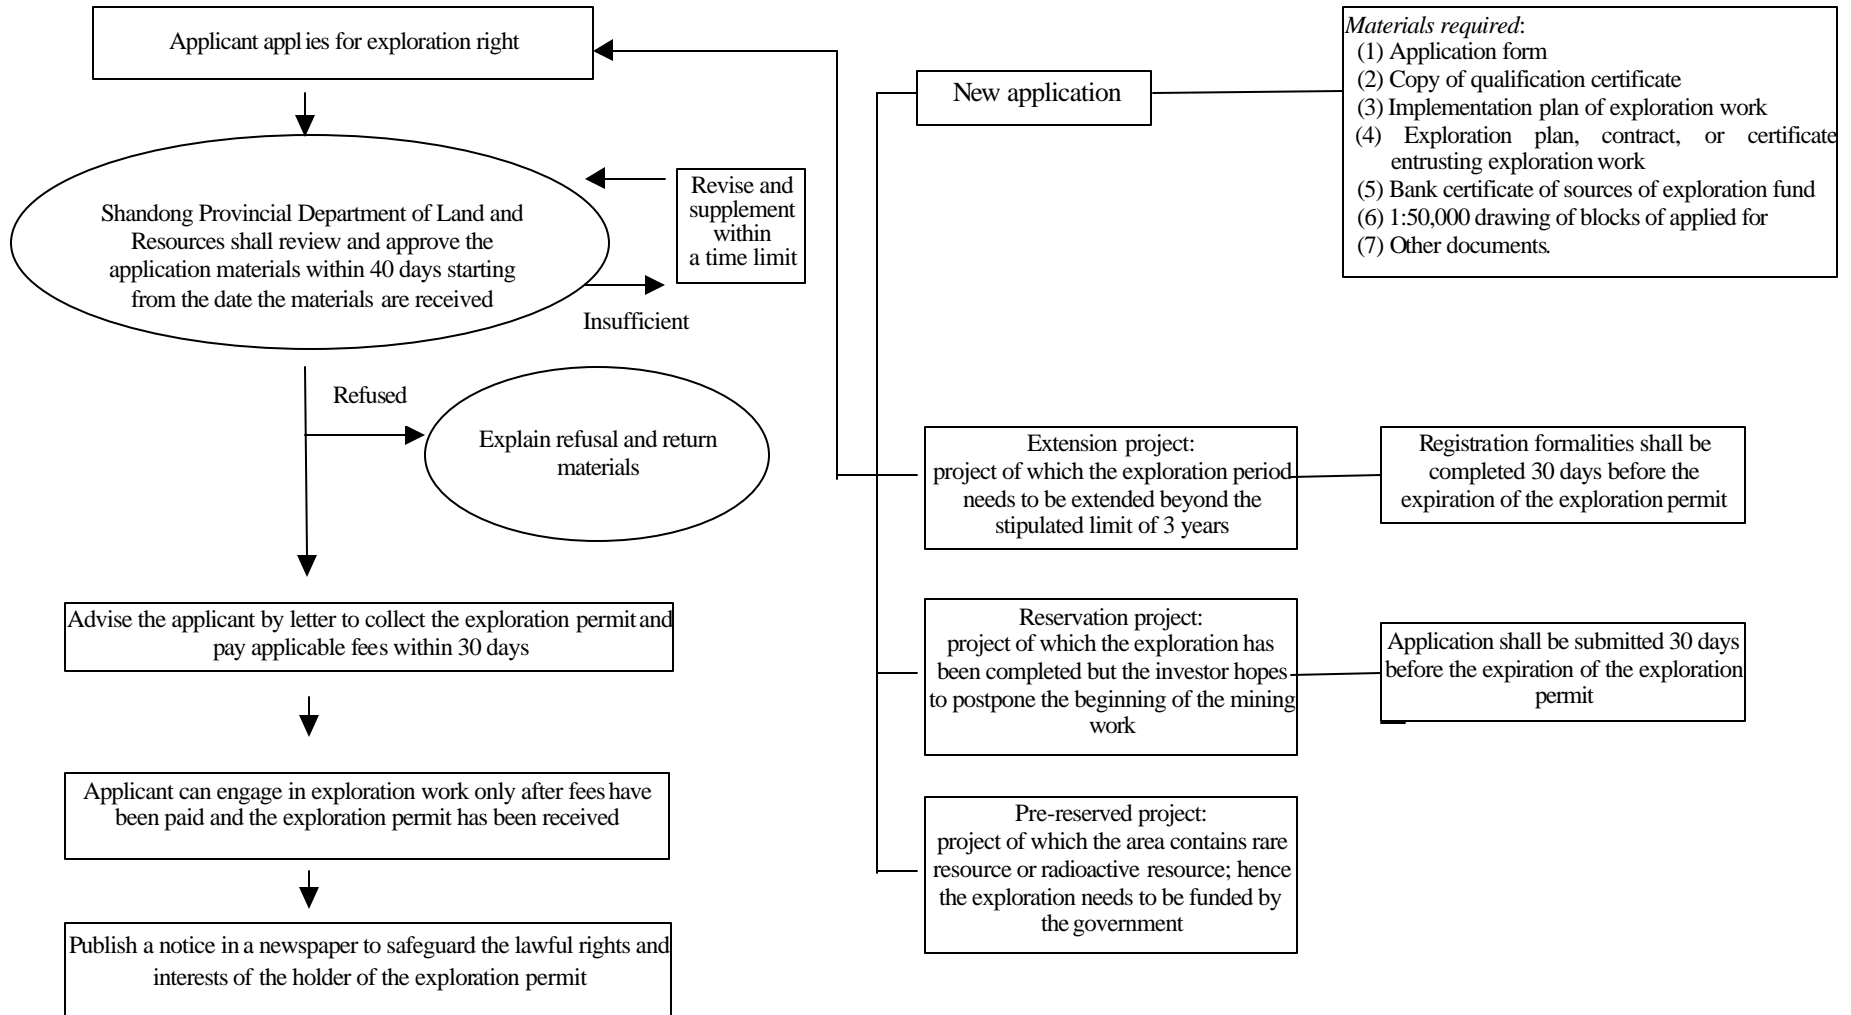 Applicant applies for exploration right
Shandong Provincial Department of Land and
Resources shall review and approve the
application materials within 40 days starting
from the date the materials are received
Revise and
supplement
within
a time limit
Insufficient
Refused
Explain refusal and return
materials
Advise the applicant by letter to collect the exploration permit and
pay applicable fees within 30 days
Applicant can engage in exploration work only after fees have
been paid and the exploration permit has been received
Publish a notice in a newspaper to safeguard the lawful rights and
interests of the holder of the exploration permit
New application
Materials required:
(1) Application form
(2) Copy of qualification certificate
(3) Implementation plan of exploration work
(4) Exploration plan, contract, or certificate
entrusting exploration work
(5) Bank certificate of sources of exploration fund
(6) 1:50,000 drawing of blocks of applied for
(7) Other documents.
Extension project:
project of which the exploration period
needs to be extended beyond the
stipulated limit of 3 years
Registration formalities shall be
completed 30 days before the
expiration of the exploration permit
Reservation project:
project of which the exploration has
been completed but the investor hopes
to postpone the beginning of the mining
work
Application shall be submitted 30 days
before the expiration of the exploration
permit
Pre-reserved project:
project of which the area contains rare
resource or radioactive resource; hence
the exploration needs to be funded by
the government